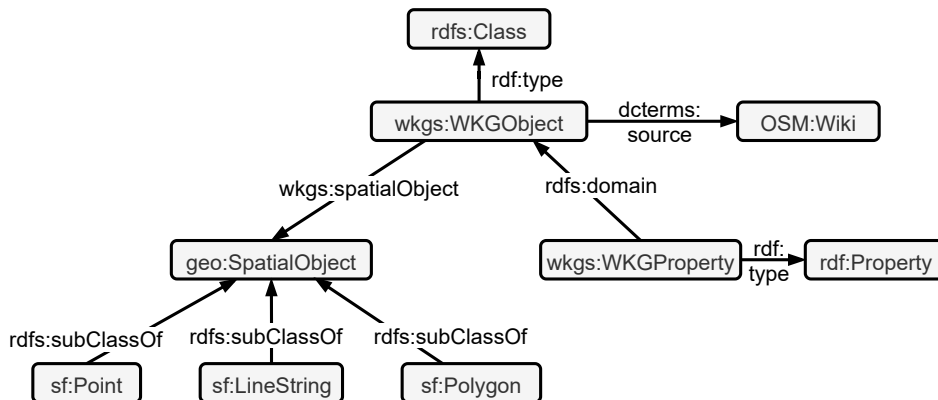 rdfs:Class
rdf:type
wkgs:WKGObject
dcterms:
source
OSM:Wiki
wkgs:spatialObject
rdfs:domain
geo:SpatialObject
wkgs:WKGProperty
rdf:
type
rdf:Property
rdfs:subClassOf
rdfs:subClassOf
rdfs:subClassOf
sf:Point
sf:LineString
sf:Polygon